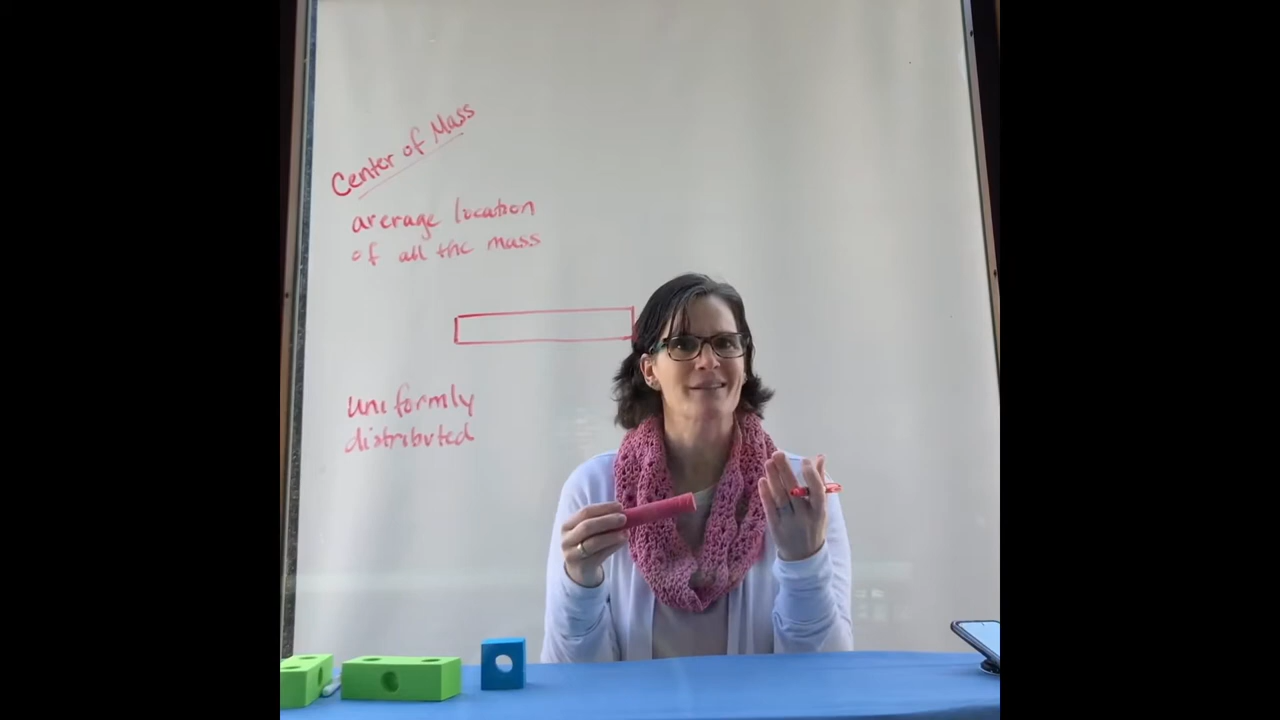 Center of Mass
average location
of all the mass
uniformly
distributed